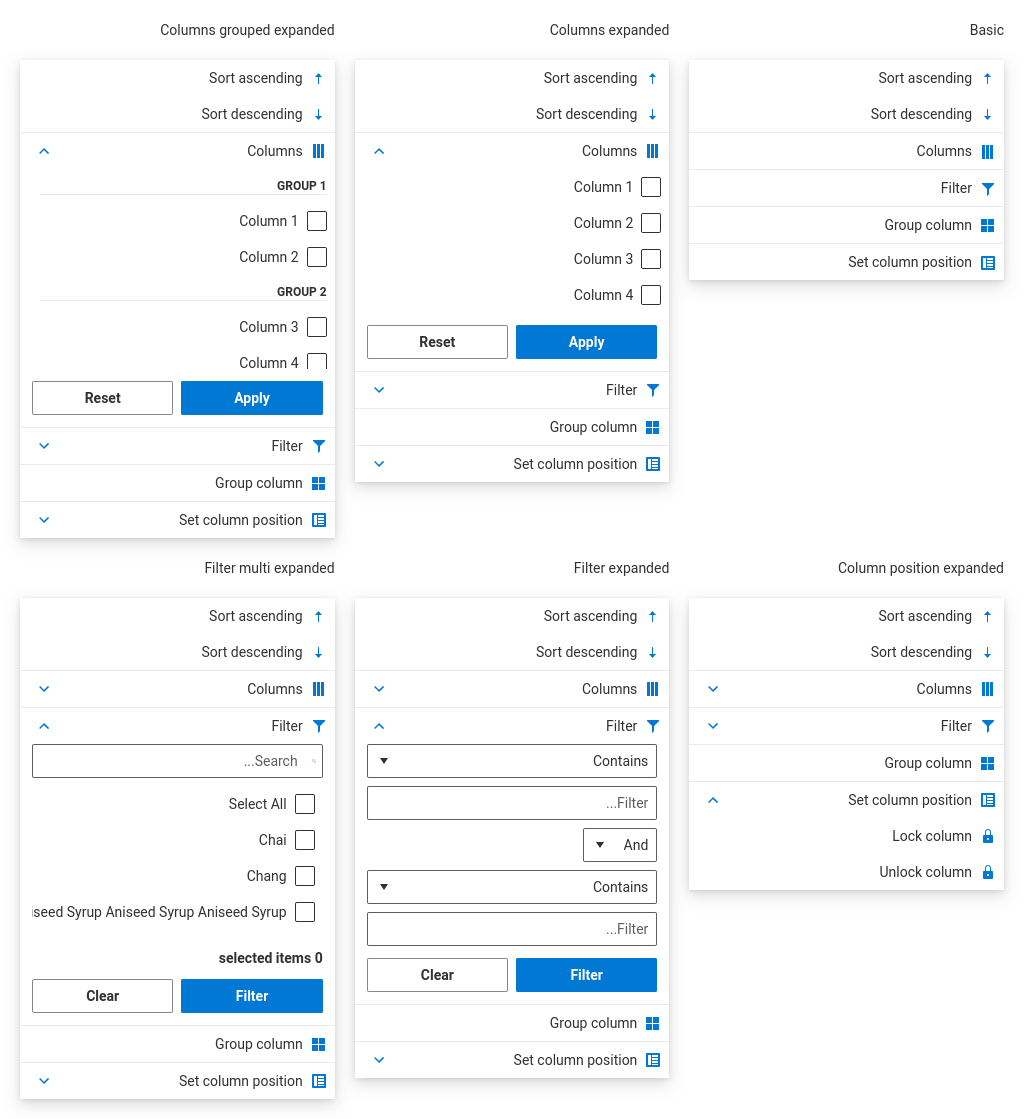 Basic
Sort ascending
Sort descending
Columns
Filter
Group column
Set column position
Columns expanded
Sort ascending
Sort descending
Columns
Column 1
Column 2
Column 3
Column 4
Reset
Apply
Filter
Group column
Set column position
Columns grouped expanded
Sort ascending
Sort descending
Columns
GROUP 1
Column 1
Column 2
GROUP 2
Column 3
Column 4
Reset
Apply
Filter
Group column
Set column position
Column position expanded
Sort ascending
Sort descending
Columns
Filter
Group column
Set column position
Lock column
Unlock column
Filter expanded
Sort ascending
Sort descending
Columns
Filter
Contains
...Filter
And
Contains
...Filter
Clear
Filter
Group column
Set column position
Filter multi expanded
Sort ascending
Sort descending
Columns
Filter
...Search
Select All
Chai
Chang
iseed Syrup Aniseed Syrup Aniseed Syrup
selected items 0
Clear
Filter
Group column
Set column position